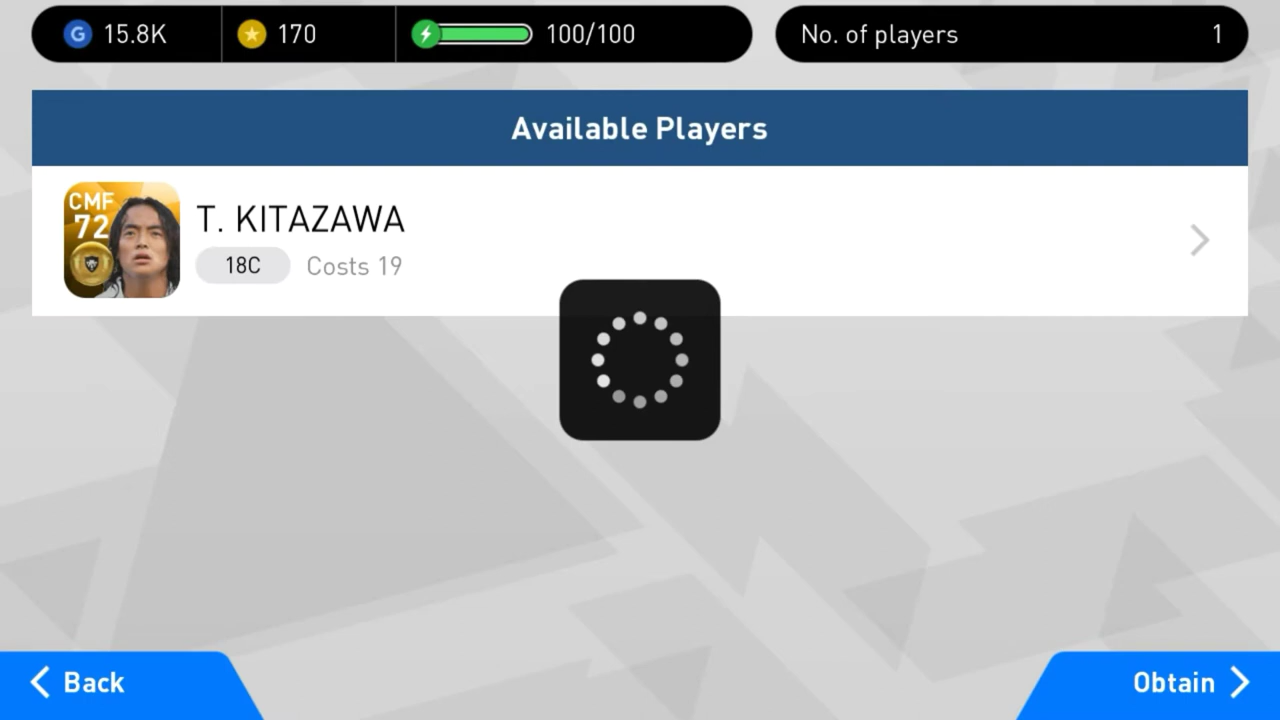 G 15.8K 170 100/100 No. of players 1
Available Players
CMF
72
T. KITAZAWA
18C Costs 19
Back Obtain